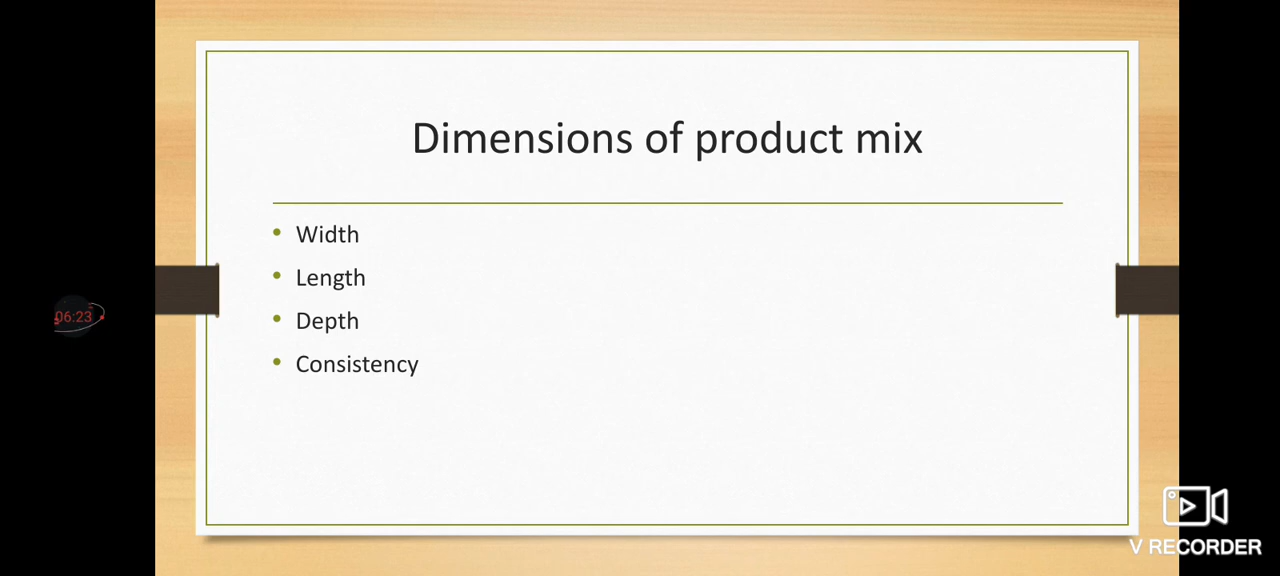 Dimensions of product mix
• Width
• Length
• Depth
• Consistency
06:23
V RECORDER